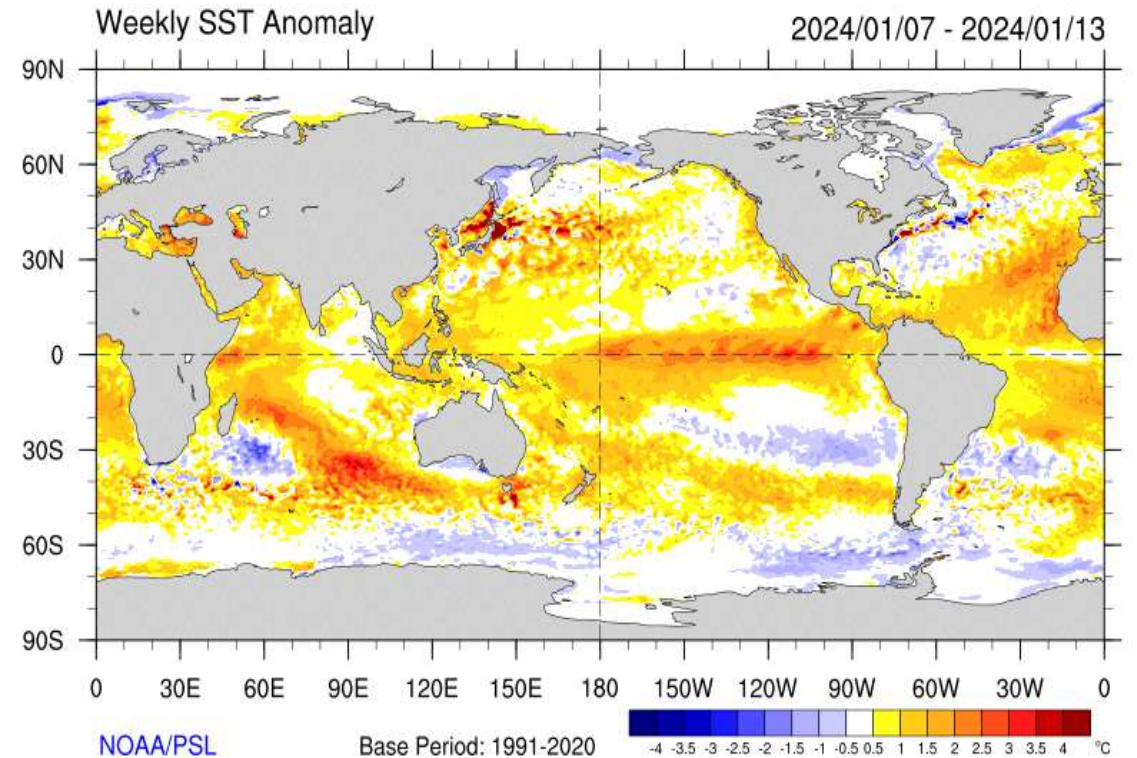 Weekly SST Anomaly 2024/01/07 - 2024/01/13
90N
60N
30N
0
30S
60S
90S
0 30E 60E 90E 120E 150E 180 150W 120W 90W 60W 30W 0
-4 -3.5 -3 -2.5 -2 -1.5 -1 -0.5 0.5 1 1.5 2 2.5 3 3.5 4 °C
NOAA/PSL Base Period: 1991-2020